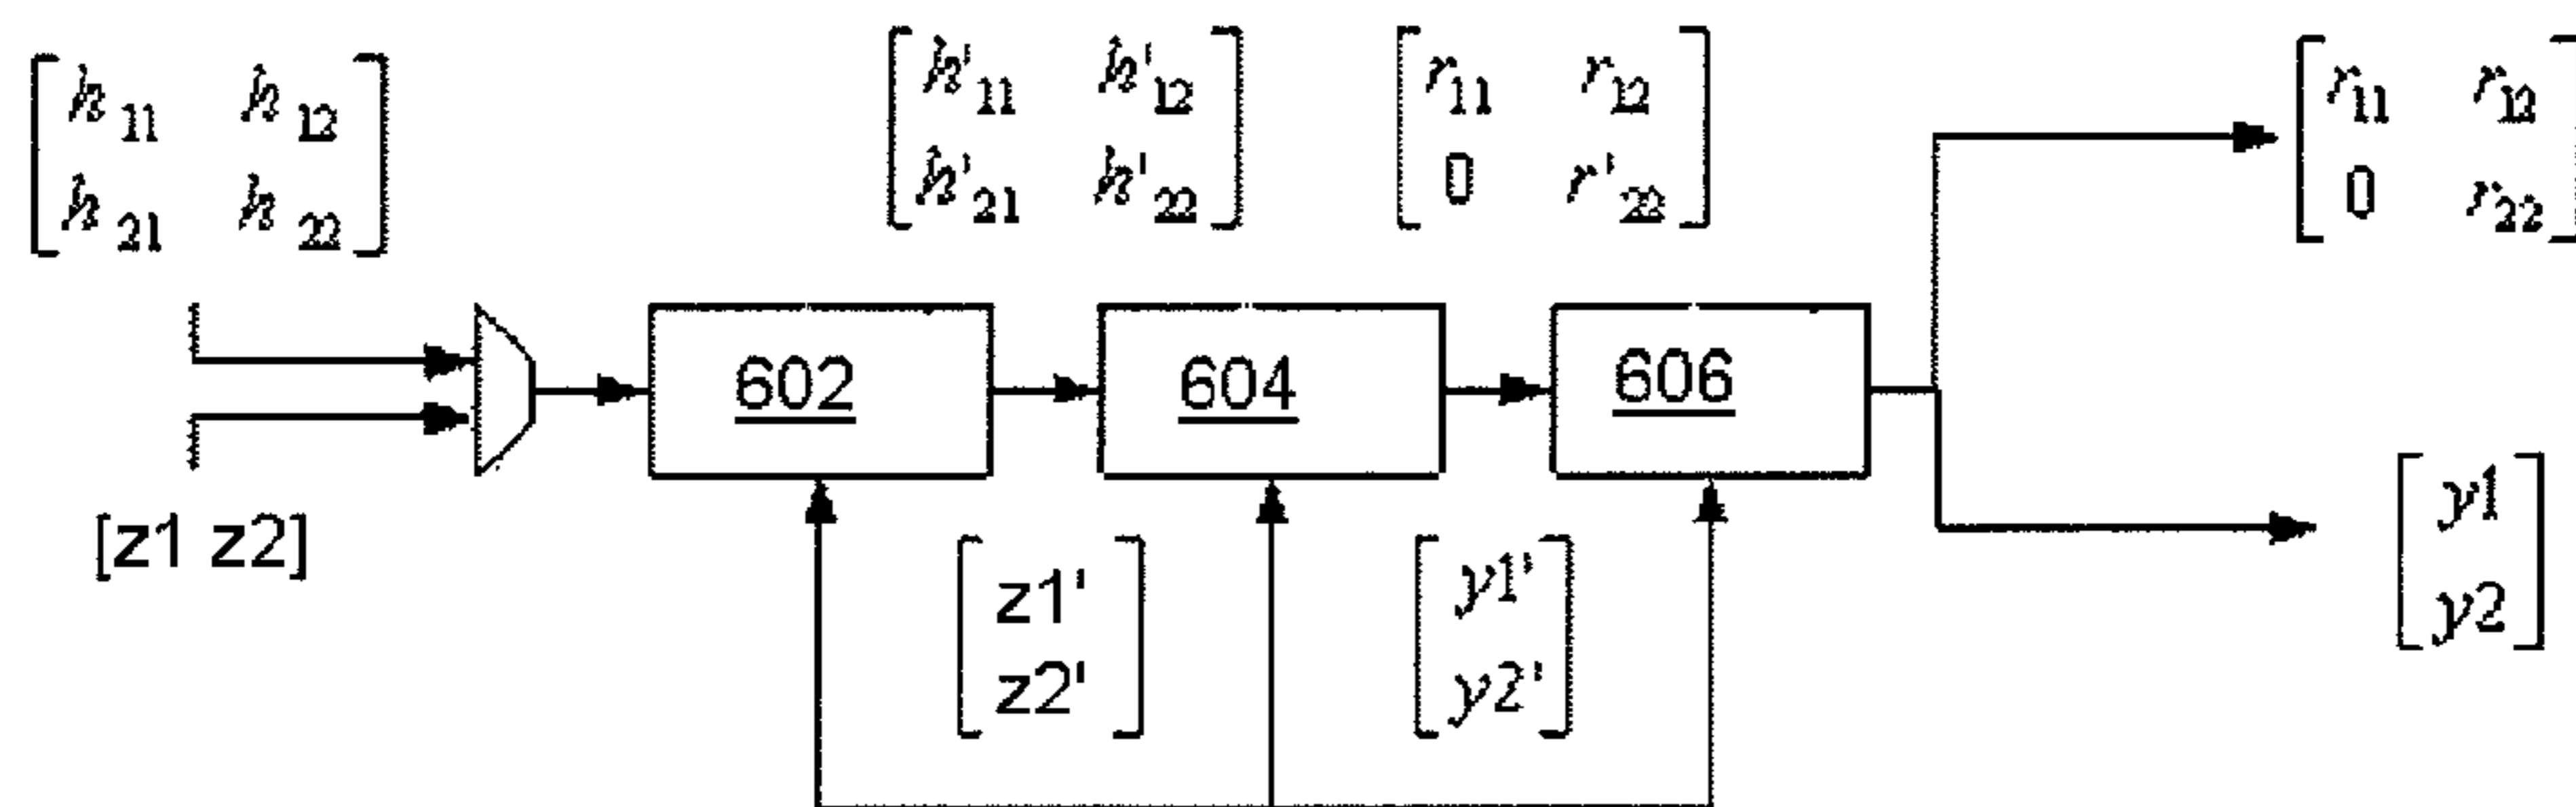 h11 h12
h21 h22
h'11 h'12
h'21 h'22
r11 r12
0 r'22
r11 r12
0 r22
602
604
606
[z1 z2]
z1'
z2'
y1'
y2'
y1
y2